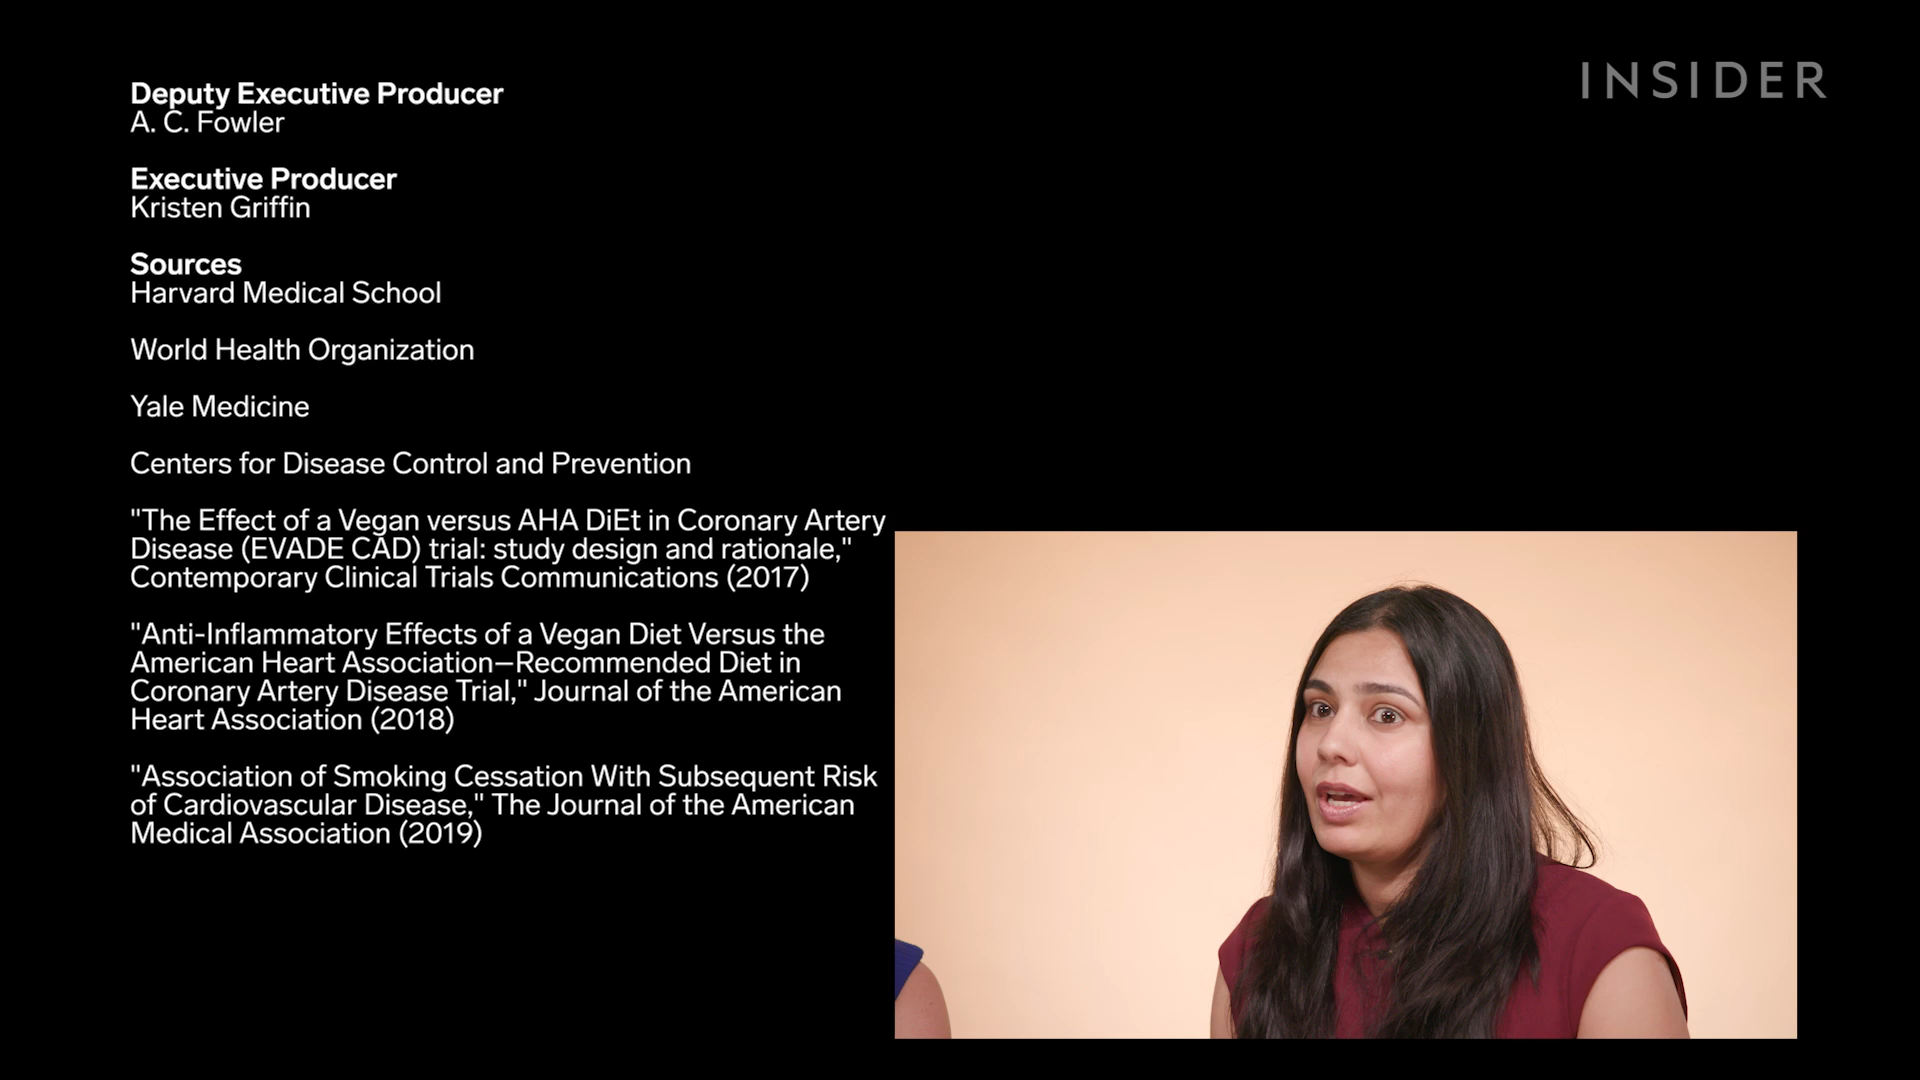 INSIDER
Deputy Executive Producer
A. C. Fowler
Executive Producer
Kristen Griffin
Sources
Harvard Medical School
World Health Organization
Yale Medicine
Centers for Disease Control and Prevention
"The Effect of a Vegan versus AHA DiEt in Coronary Artery
Disease (EVADE CAD) trial: study design and rationale,"
Contemporary Clinical Trials Communications (2017)
"Anti-Inflammatory Effects of a Vegan Diet Versus the
American Heart Association–Recommended Diet in
Coronary Artery Disease Trial," Journal of the American
Heart Association (2018)
"Association of Smoking Cessation With Subsequent Risk
of Cardiovascular Disease," The Journal of the American
Medical Association (2019)